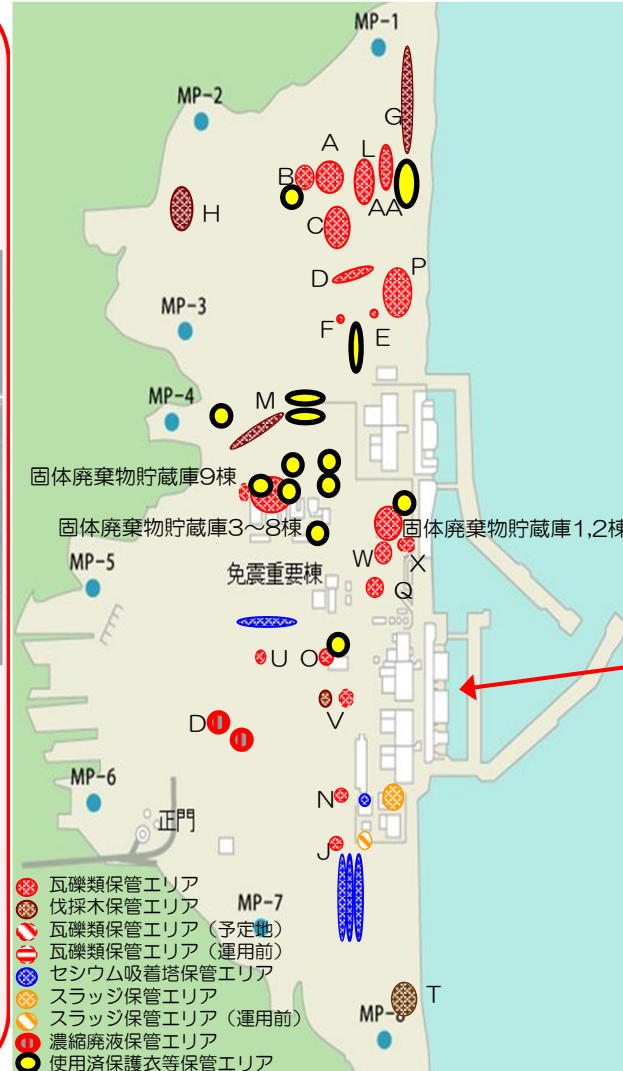 MP-1
MP-2
G
A
L
B
H
AA
C
P
D
MP-3
F
E
MP-4
M
固体廃棄物貯蔵庫9棟
固体廃棄物貯蔵庫3～8棟
固体廃棄物貯蔵庫1,2棟
W
X
MP-5
免震重要棟
Q
U
O
V
D
MP-6
N
正門
J
瓦礫類保管エリア
伐採木保管エリア
MP-7
瓦礫類保管エリア（予定地）
瓦礫類保管エリア（運用前）
セシウム吸着塔保管エリア
スラッジ保管エリア
T
スラッジ保管エリア（運用前）
MP-8
濃縮廃液保管エリア
使用済保護衣等保管エリア